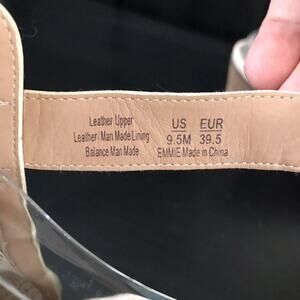 Leather Upper
Leather/Man Made Lining
Balance Man Made
US EUR
9.5M 39.5
EMMIE Made in China